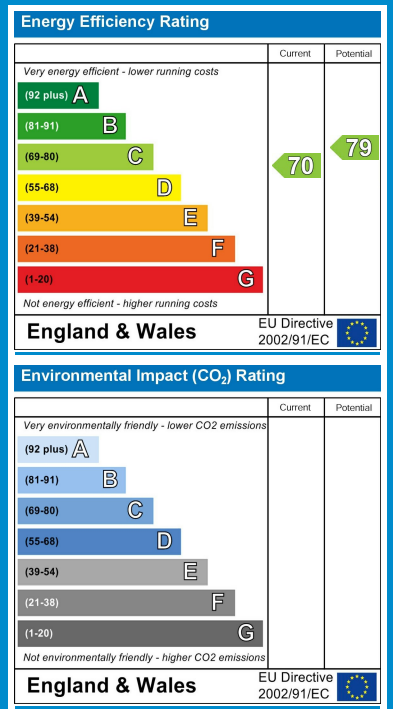 Energy Efficiency Rating
Current Potential
Very energy efficient - lower running costs
(92 plus) A
(81-91) B
(69-80) C
(55-68) D
(39-54) E
(21-38) F
(1-20) G
70
79
Not energy efficient - higher running costs
England & Wales
EU Directive
2002/91/EC
Environmental Impact (CO₂) Rating
Current Potential
Very environmentally friendly - lower CO2 emissions
(92 plus) A
(81-91) B
(69-80) C
(55-68) D
(39-54) E
(21-38) F
(1-20) G
Not environmentally friendly - higher CO2 emissions
England & Wales
EU Directive
2002/91/EC